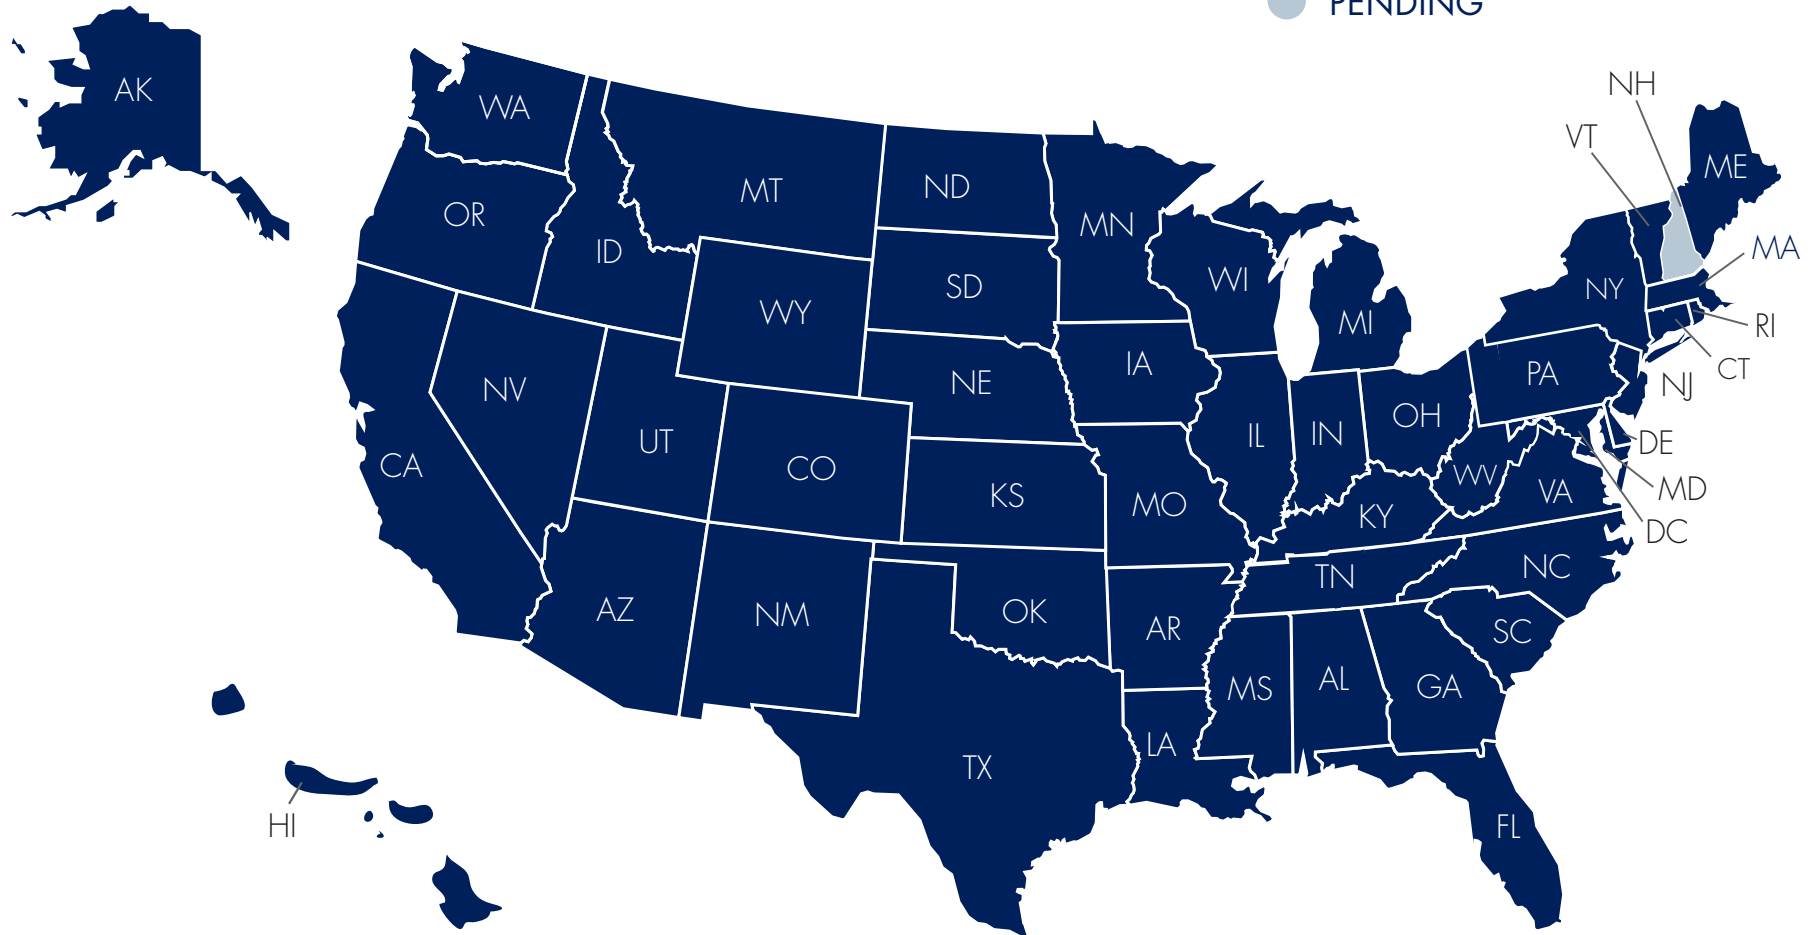 PENDING
AK
WA
NH
VT
ME
MT
ND
OR
MN
ID
MA
SD
WI
NY
WY
MI
RI
IA
CT
PA
NE
NV
NJ
OH
IL
IN
UT
DE
CA
CO
WV
MD
KS
VA
MO
KY
DC
NC
TN
AZ
NM
OK
AR
SC
AL
GA
MS
LA
TX
HI
FL